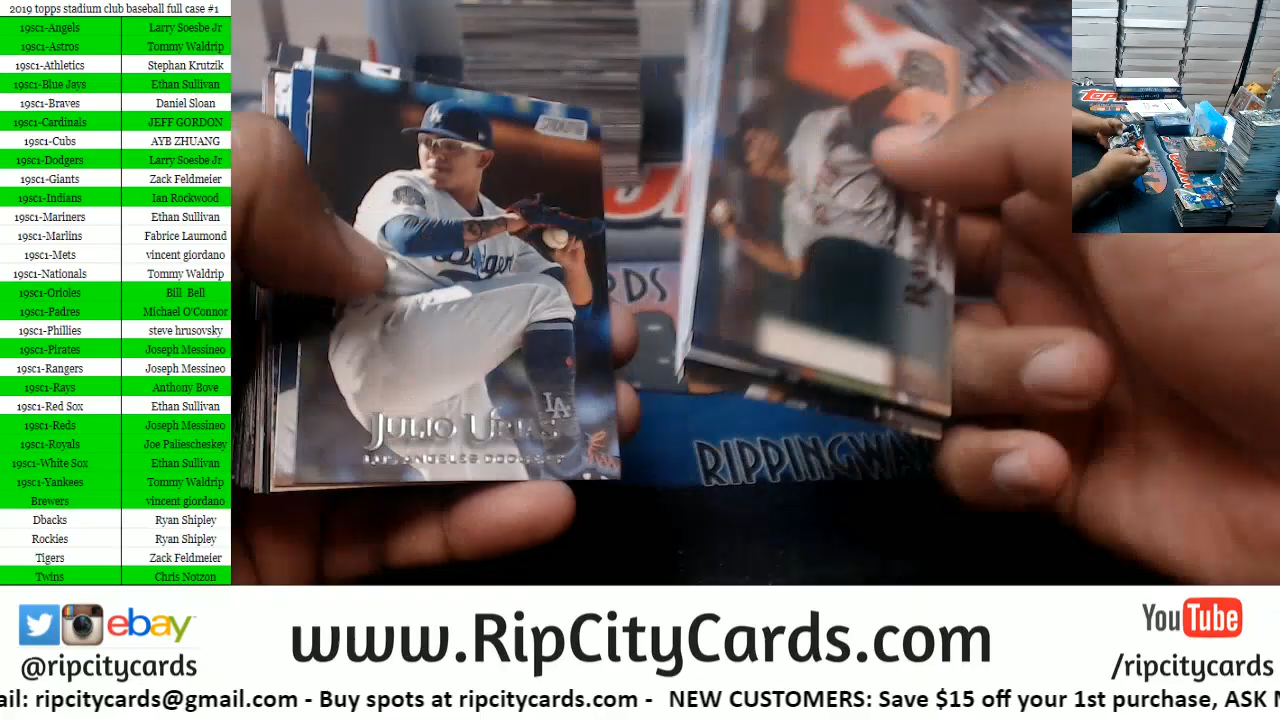 2019 topps stadium club baseball full case #1
19sc1-Angels Larry Soesbe Jr
19sc1-Astros Tommy Waldrip
19sc1-Athletics Stephan Krutzik
19sc1-Blue Jays Ethan Sullivan
19sc1-Braves Daniel Sloan
19sc1-Cardinals JEFF GORDON
19sc1-Cubs AYB ZHUANG
19sc1-Dodgers Larry Soesbe Jr
19sc1-Giants Zack Feldmeier
19sc1-Indians Ian Rockwood
19sc1-Mariners Ethan Sullivan
19sc1-Marlins Fabrice Laumond
19sc1-Mets vincent giordano
19sc1-Nationals Tommy Waldrip
19sc1-Orioles Bill Bell
19sc1-Padres Michael O'Connor
19sc1-Phillies steve hrusovsky
19sc1-Pirates Joseph Messineo
19sc1-Rangers Joseph Messineo
19sc1-Rays Anthony Bove
19sc1-Red Sox Ethan Sullivan
19sc1-Reds Joseph Messineo
19sc1-Royals Joe Paliescheskey
19sc1-White Sox Ethan Sullivan
19sc1-Yankees Tommy Waldrip
Brewers vincent giordano
Dbacks Ryan Shipley
Rockies Ryan Shipley
Tigers Zack Feldmeier
Twins Chris Notzon
Dodgers
LA
JULIO URIAS
LOS ANGELES DODGERS
ARDS
RIPPINGWA
ebay
@ripcitycards
www.RipCityCards.com
YouTube
/ripcitycards
ail: ripcitycards@gmail.com - Buy spots at ripcitycards.com - NEW CUSTOMERS: Save $15 off your 1st purchase, ASK